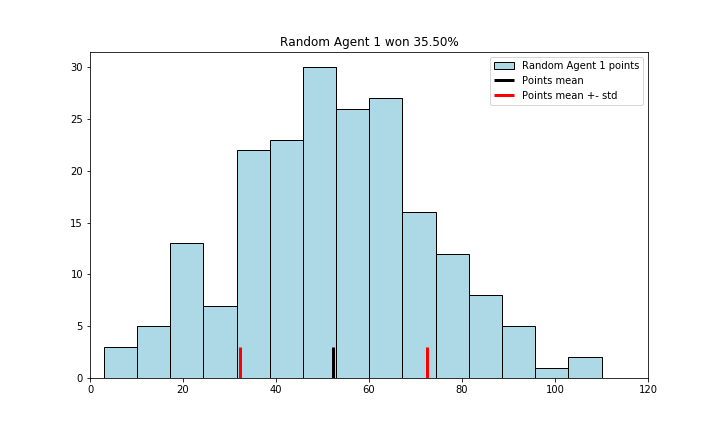 Random Agent 1 won 35.50%
Random Agent 1 points
Points mean
Points mean +- std
30
25
20
15
10
5
0
0 20 40 60 80 100 120